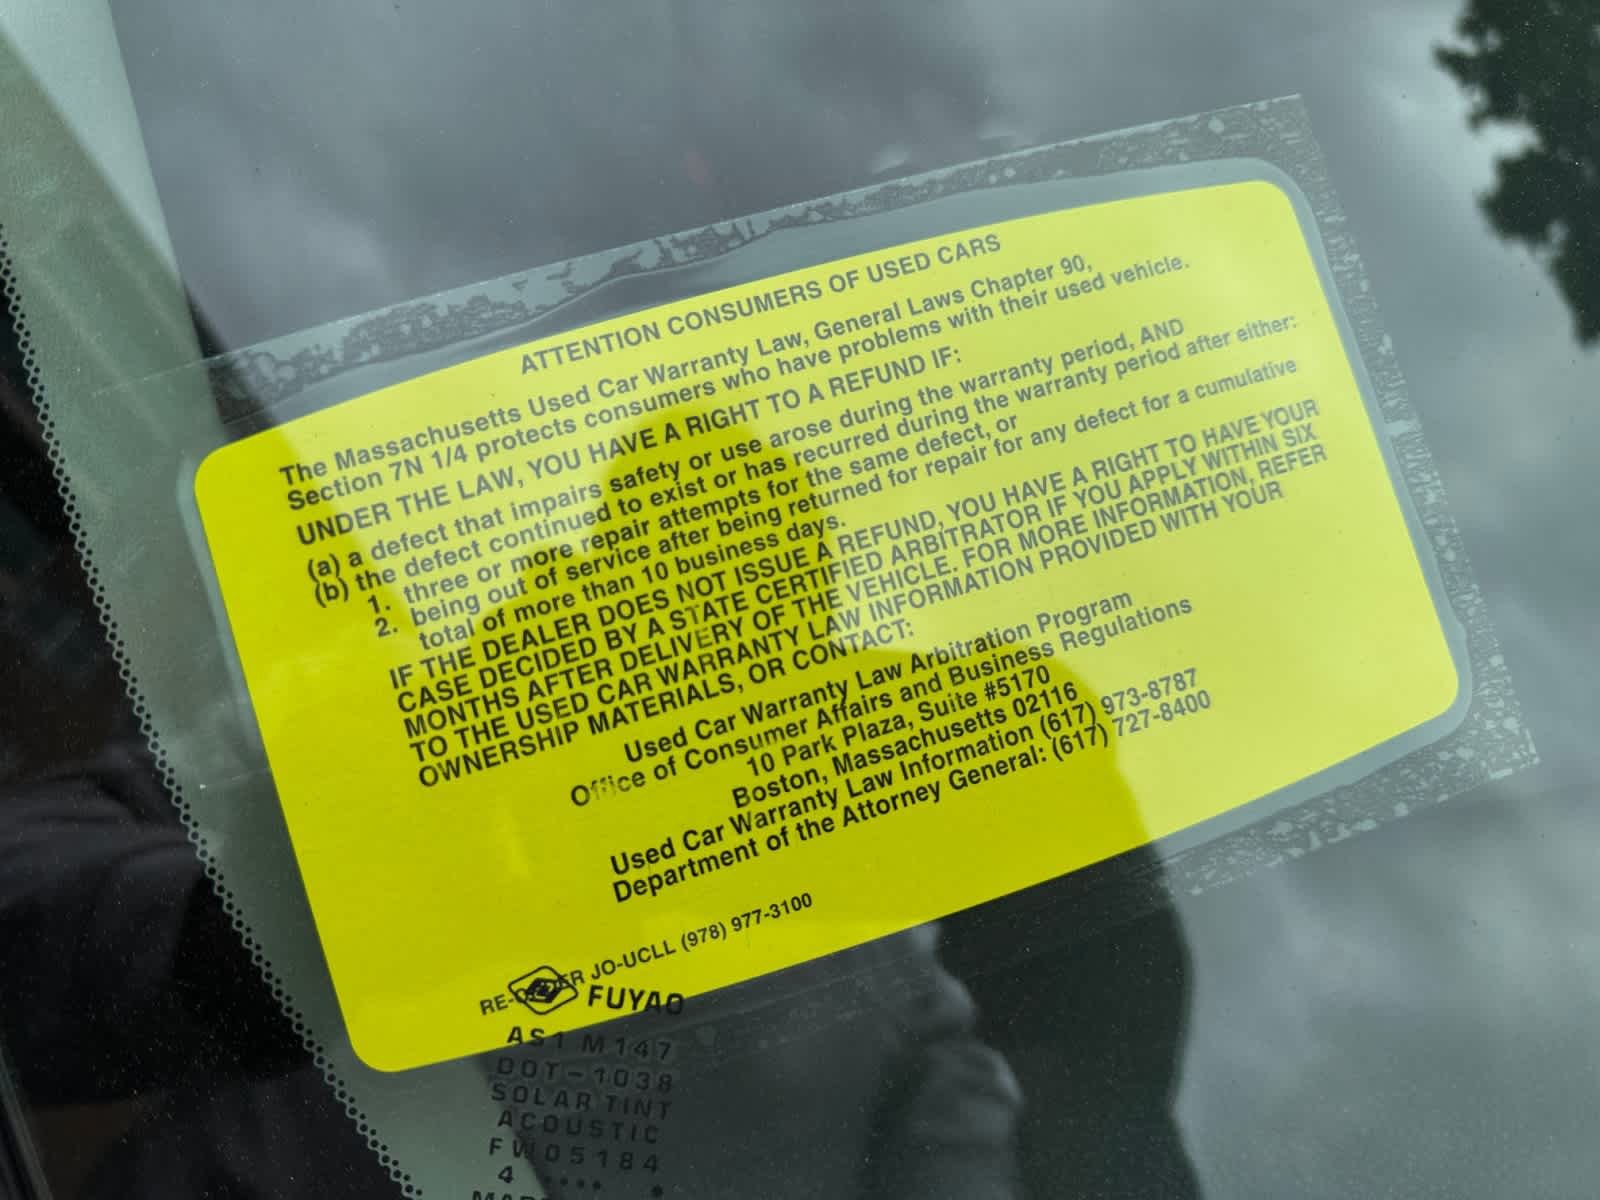 ATTENTION CONSUMERS OF USED CARS
The Massachusetts Used Car Warranty Law, General Laws Chapter 90,
Section 7N 1/4 protects consumers who have problems with their used vehicle.
UNDER THE LAW, YOU HAVE A RIGHT TO A REFUND IF:
(a) a defect that impairs safety or use arose during the warranty period, AND
(b) the defect continued to exist or has recurred during the warranty period after either:
1. three or more repair attempts for the same defect, or
2. being out of service after being returned for repair for any defect for a cumulative
total of more than 10 business days.
IF THE DEALER DOES NOT ISSUE A REFUND, YOU HAVE A RIGHT TO HAVE YOUR
CASE DECIDED BY A STATE CERTIFIED ARBITRATOR IF YOU APPLY WITHIN SIX
MONTHS AFTER DELIVERY OF THE VEHICLE. FOR MORE INFORMATION, REFER
TO THE USED CAR WARRANTY LAW INFORMATION PROVIDED WITH YOUR
OWNERSHIP MATERIALS, OR CONTACT:
Used Car Warranty Law Arbitration Program
Office of Consumer Affairs and Business Regulations
10 Park Plaza, Suite #5170
Boston, Massachusetts 02116
Used Car Warranty Law Information (617) 973-8787
Department of the Attorney General: (617) 727-8400
RE-ORDER JO-UCLL (978) 977-3100
FUYAO
AS1 M147
DOT-1038
SOLAR TINT
ACOUSTIC
FW05184
4